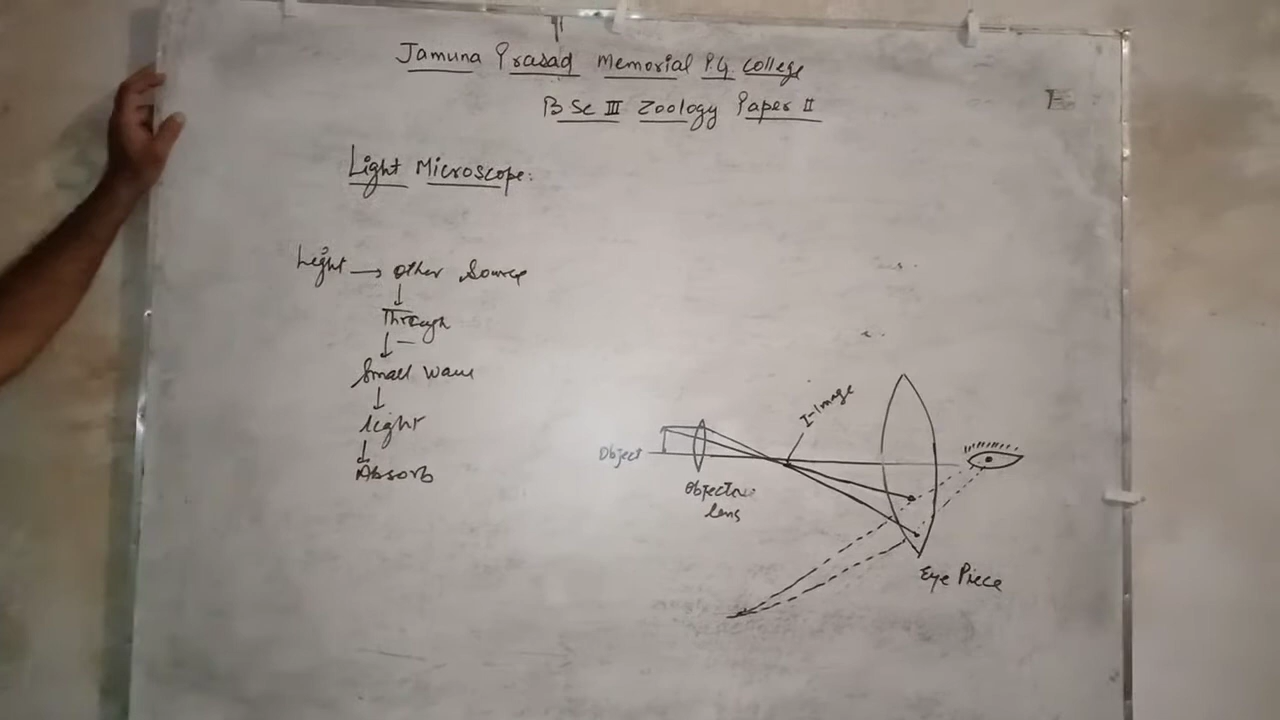 Jamuna Prasad Memorial P.G. College
B Sc III Zoology Paper II
Light Microscope:
Light → other Source
↓
Through
↓
Small wave
↓
light
↓
Absorb
I-Image
Object
Objective
lens
Eye Piece